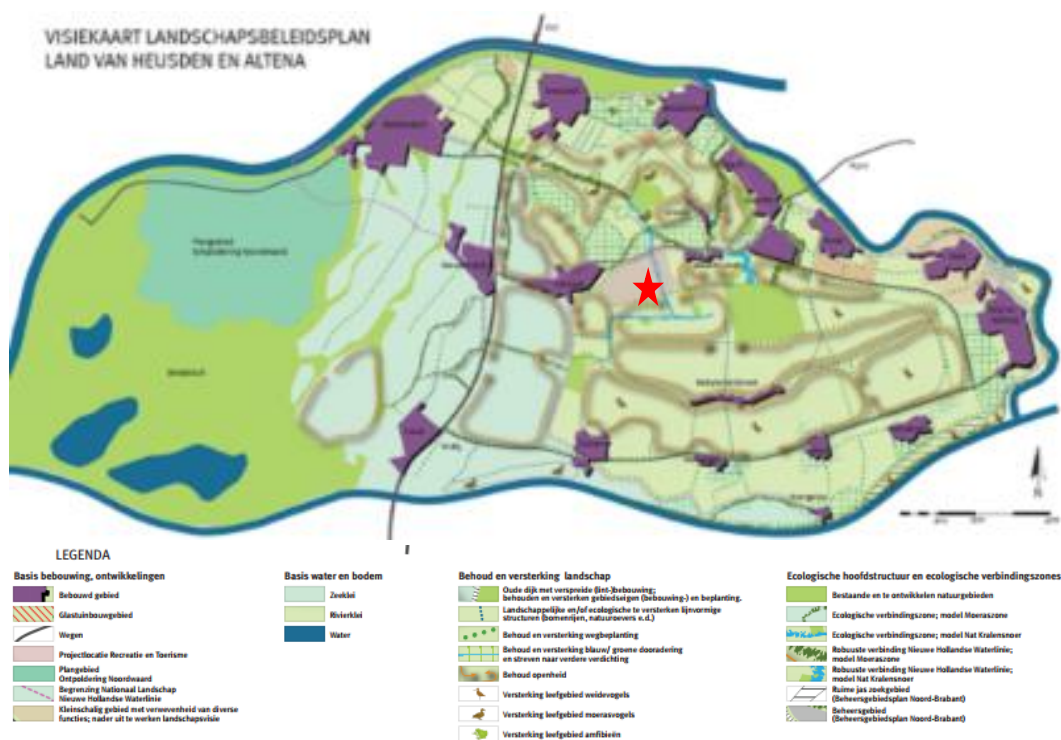 VISIEKAART LANDSCHAPSBELEIDSPLAN
LAND VAN HEUSDEN EN ALTENA
Plangebied
Ontpoldering Noordwaard
N
LEGENDA
Basis bebouwing, ontwikkelingen
Bebouwd gebied
Glastuinbouwgebied
Wegen
Projectlocatie Recreatie en Toerisme
Plangebied
Ontpoldering Noordwaard
Begrenzing Nationaal Landschap
Nieuwe Hollandse Waterlinie
Kleinschalig gebied met verwevenheid van diverse
functies; nader uit te werken landschapsvisie
Basis water en bodem
Zeeklei
Rivierklei
Water
Behoud en versterking landschap
Oude dijk met verspreide (lint-)bebouwing;
behouden en versterken gebiedseigen (bebouwing-) en beplanting.
Landschappelijke en/of ecologische te versterken lijnvormige
structuren (bomenrijen, natuuroevers e.d.)
Behoud en versterking wegbeplanting
Behoud en versterking blauw/ groene dooradering
en streven naar verdere verdichting
Behoud openheid
Versterking leefgebied weidevogels
Versterking leefgebied moerasvogels
Versterking leefgebied amfibieën
Ecologische hoofdstructuur en ecologische verbindingszones
Bestaande en te ontwikkelen natuurgebieden
Ecologische verbindingszone; model Moeraszone
Ecologische verbindingszone; model Nat Kralensnoer
Robuuste verbinding Nieuwe Hollandse Waterlinie;
model Moeraszone
Robuuste verbinding Nieuwe Hollandse Waterlinie;
model Nat Kralensnoer
Ruime jas zoekgebied
(Beheersgebiedsplan Noord-Brabant)
Beheersgebied
(Beheersgebiedsplan Noord-Brabant)